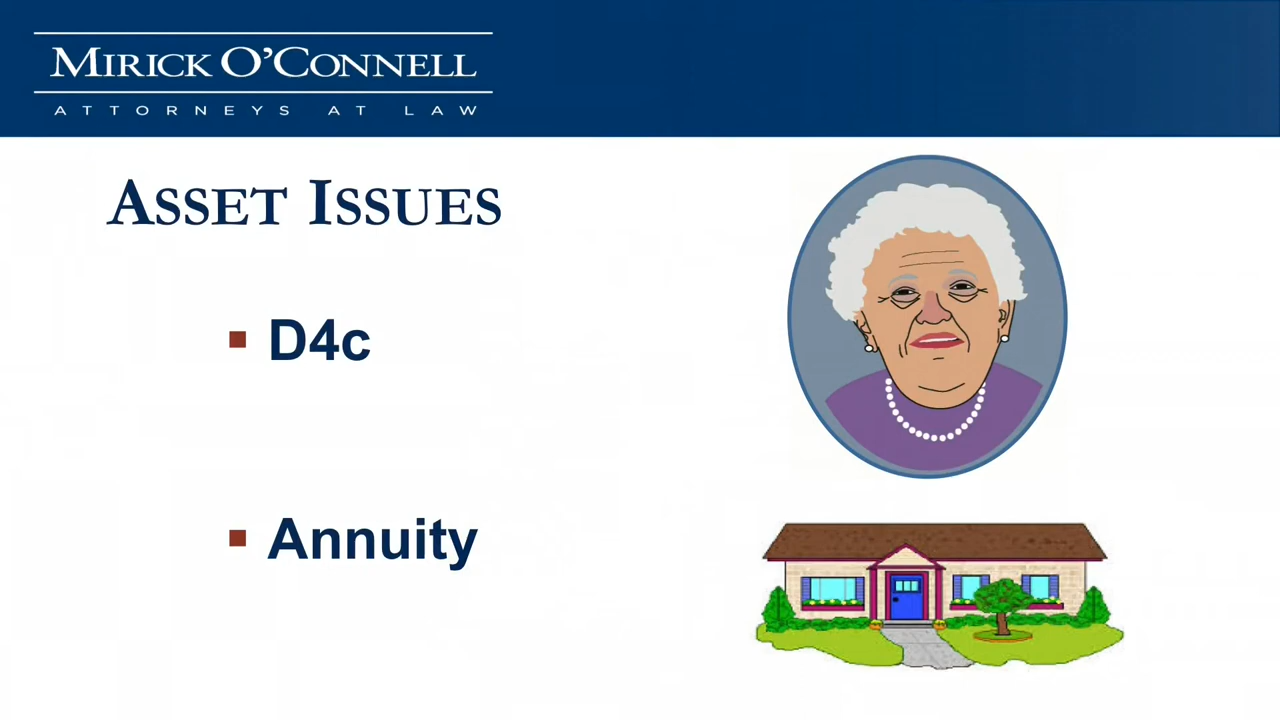 MIRICK O'CONNELL
ATTORNEYS AT LAW
ASSET ISSUES
▪ D4c
▪ Annuity